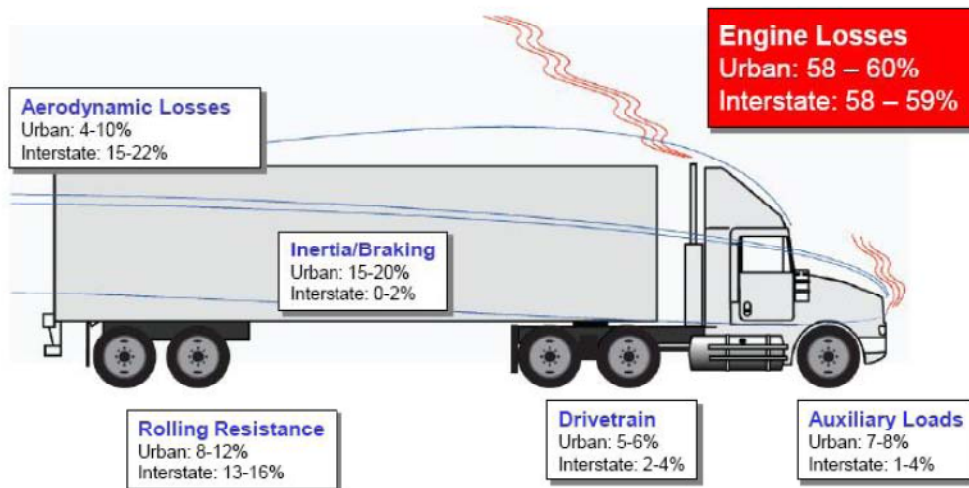 Engine Losses
Urban: 58 – 60%
Interstate: 58 – 59%
Aerodynamic Losses
Urban: 4-10%
Interstate: 15-22%
Inertia/Braking
Urban: 15-20%
Interstate: 0-2%
Rolling Resistance
Urban: 8-12%
Interstate: 13-16%
Drivetrain
Urban: 5-6%
Interstate: 2-4%
Auxiliary Loads
Urban: 7-8%
Interstate: 1-4%